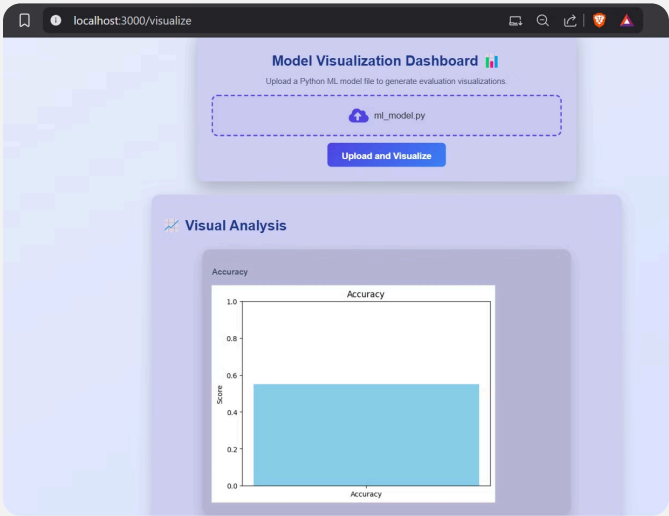 localhost:3000/visualize
Model Visualization Dashboard
Upload a Python ML model file to generate evaluation visualizations.
ml_model.py
Upload and Visualize
Visual Analysis
Accuracy
Accuracy
1.0
0.8
0.6
0.4
0.2
0.0
Score
Accuracy